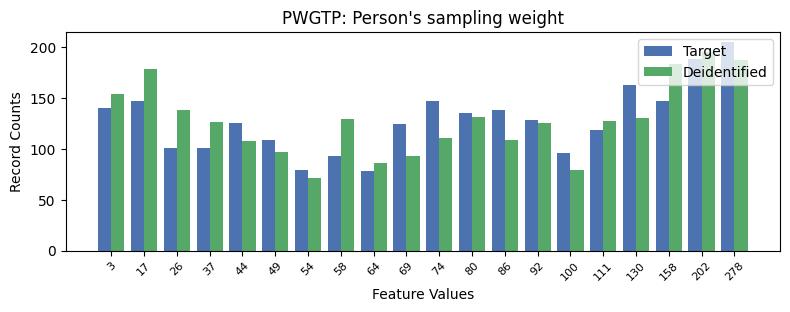 PWGTP: Person's sampling weight
Target
Deidentified
Record Counts
200
150
100
50
0
3 17 26 37 44 49 54 58 64 69 74 80 86 92 100 111 130 158 202 278
Feature Values